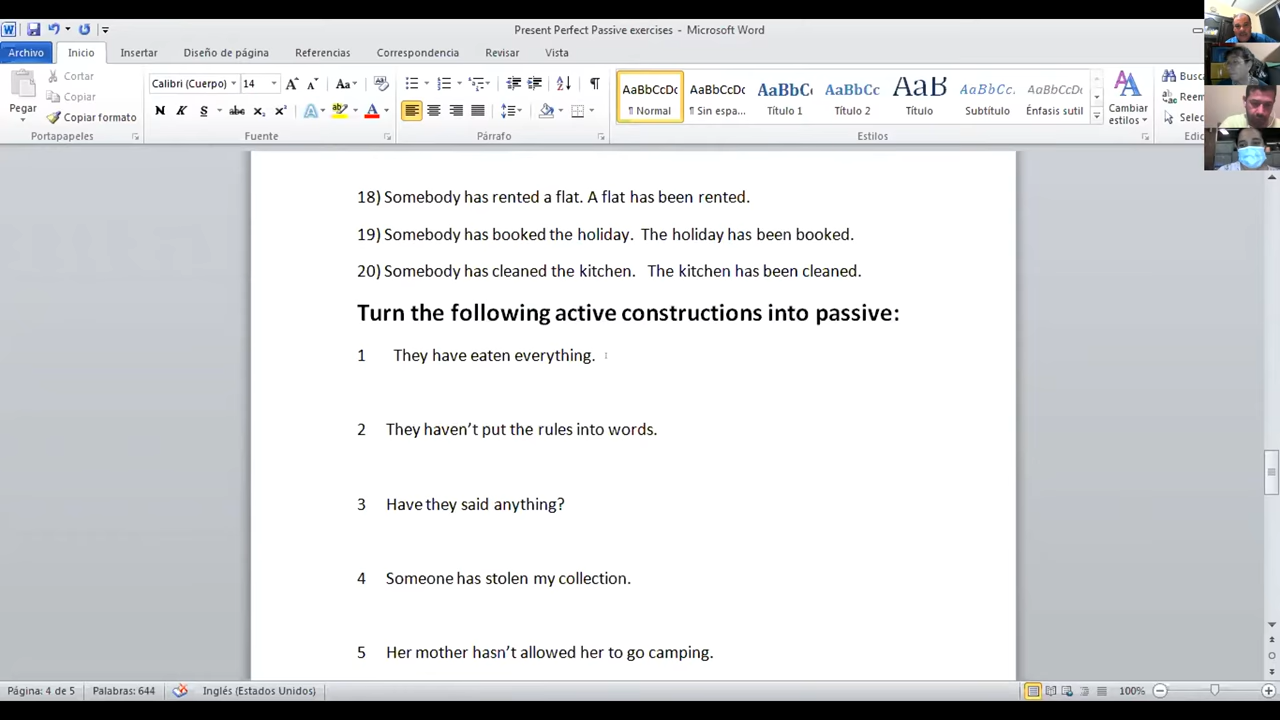 Present Perfect Passive exercises - Microsoft Word
Archivo Inicio Insertar Diseño de página Referencias Correspondencia Revisar Vista
Pegar
Cortar
Copiar
Copiar formato
Portapapeles
Calibri (Cuerpo) 14
N K S abc
Fuente
Párrafo
AaBbCcDc ¶ Normal
AaBbCcDc ¶ Sin espa...
AaBbCc Título 1
AaBbCc Título 2
AaB Título
AaBbCc. Subtítulo
AaBbCcDc Énfasis sutil
Cambiar estilos
Estilos
18) Somebody has rented a flat. A flat has been rented.
19) Somebody has booked the holiday. The holiday has been booked.
20) Somebody has cleaned the kitchen. The kitchen has been cleaned.
Turn the following active constructions into passive:
1 They have eaten everything.
2 They haven’t put the rules into words.
3 Have they said anything?
4 Someone has stolen my collection.
5 Her mother hasn’t allowed her to go camping.
Página: 4 de 5 Palabras: 644 Inglés (Estados Unidos) 100%